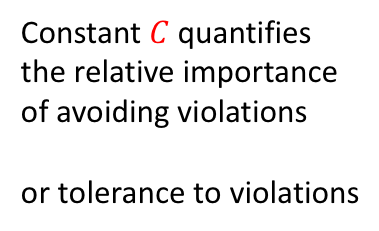 Constant C quantifies
the relative importance
of avoiding violations
or tolerance to violations